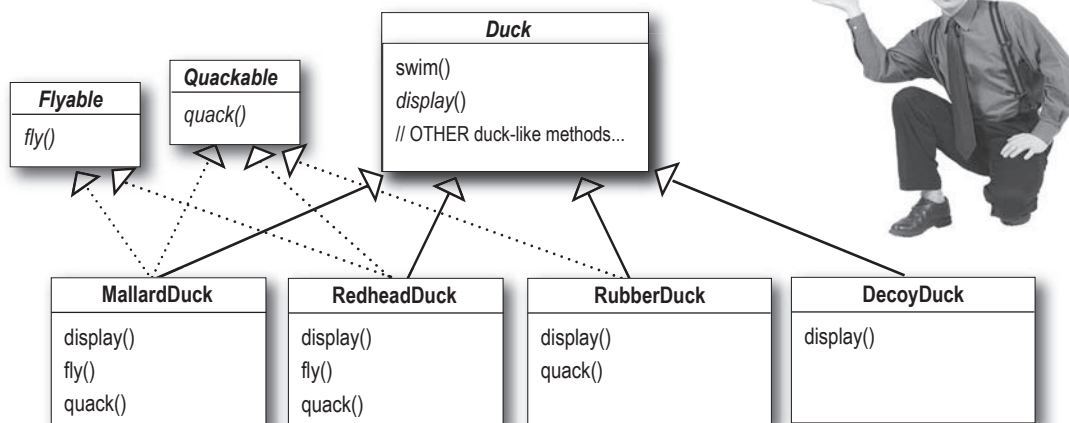 Duck
swim()
display()
// OTHER duck-like methods...
Quackable
quack()
Flyable
fly()
MallardDuck
display()
fly()
quack()
RedheadDuck
display()
fly()
quack()
RubberDuck
display()
quack()
DecoyDuck
display()